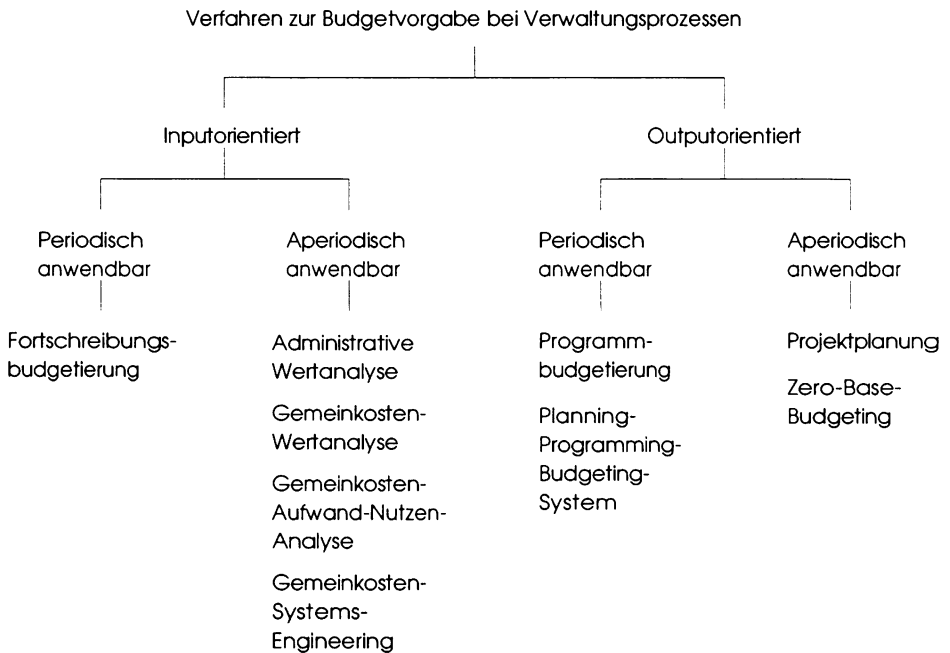 Verfahren zur Budgetvorgabe bei Verwaltungsprozessen
Inputorientiert
Outputorientiert
Periodisch
anwendbar
Aperiodisch
anwendbar
Periodisch
anwendbar
Aperiodisch
anwendbar
Fortschreibungs-
budgetierung
Administrative
Wertanalyse
Gemeinkosten-
Wertanalyse
Gemeinkosten-
Aufwand-Nutzen-
Analyse
Gemeinkosten-
Systems-
Engineering
Programm-
budgetierung
Planning-
Programming-
Budgeting-
System
Projektplanung
Zero-Base-
Budgeting